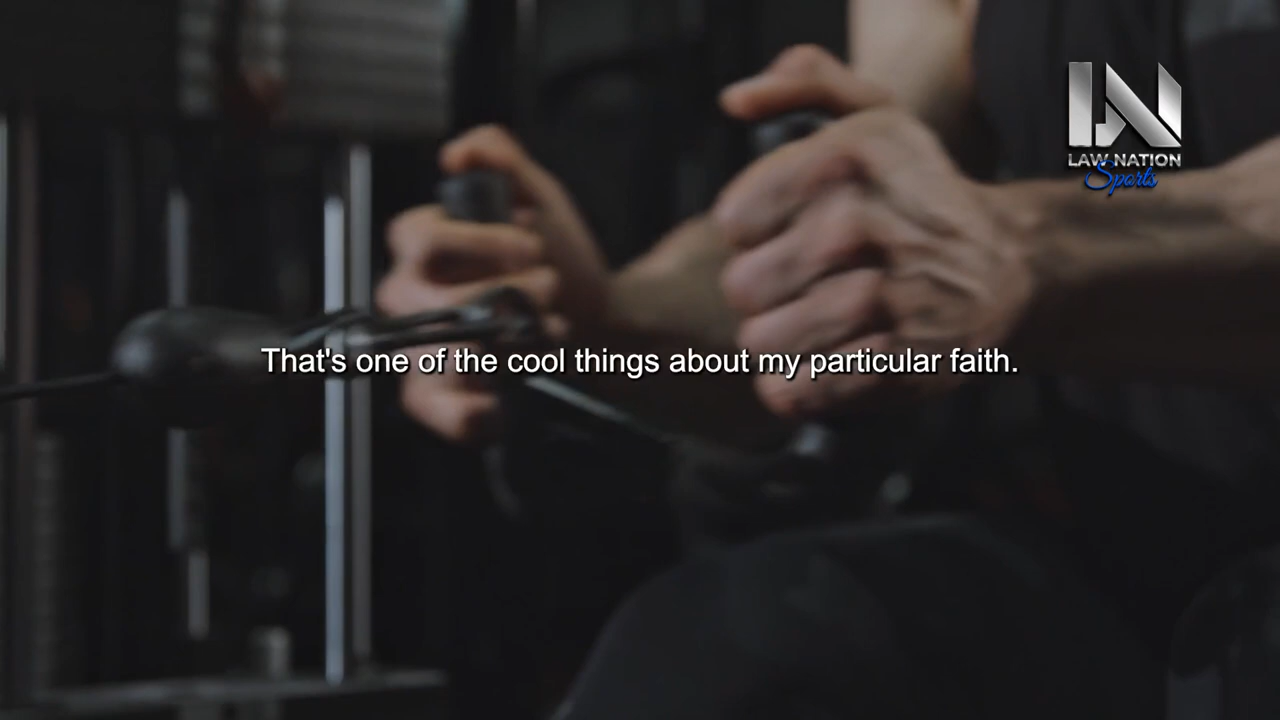 LAW NATION
Sports
That's one of the cool things about my particular faith.